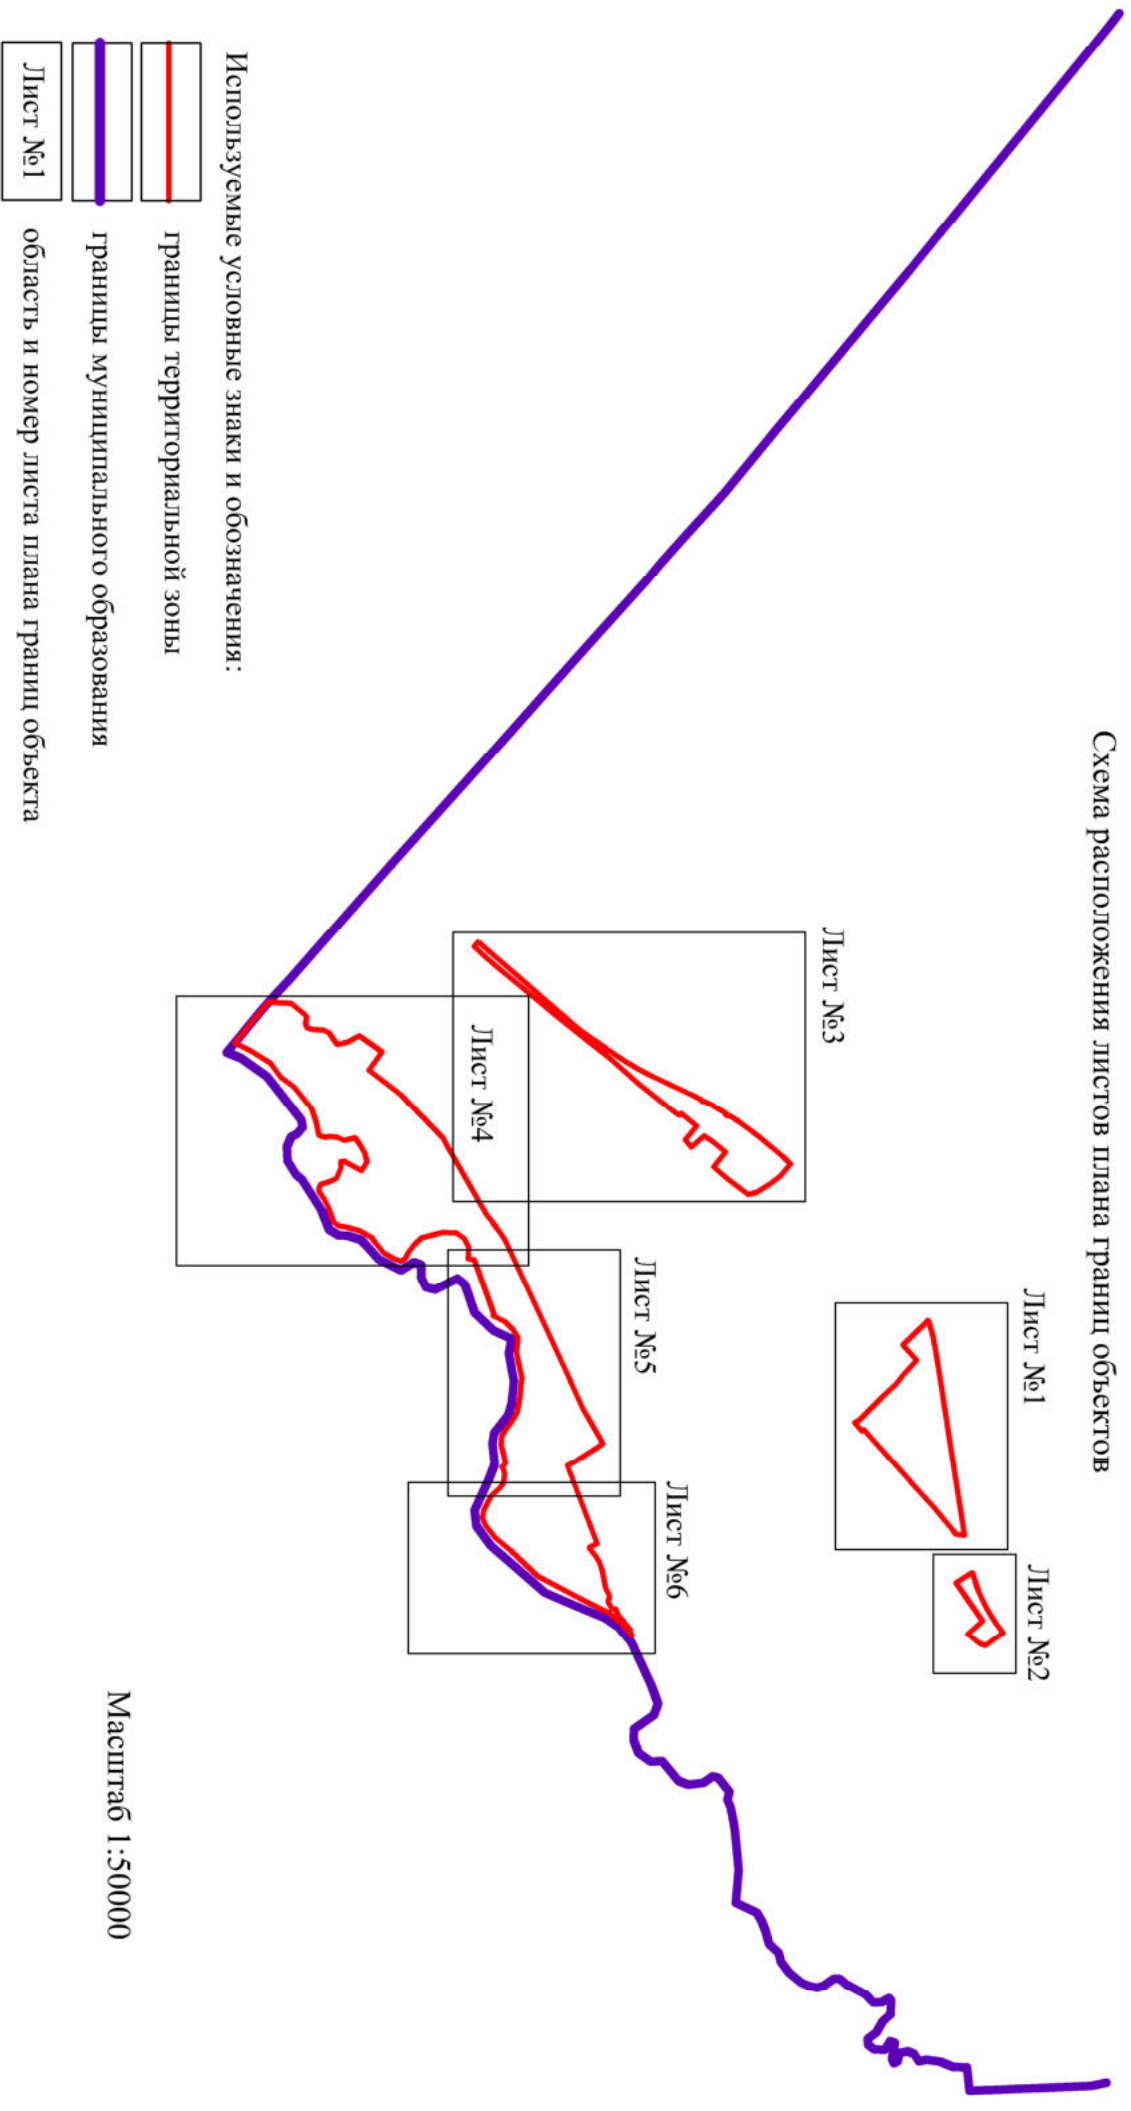 Схема расположения листов плана границ объектов
Лист №1
Лист №2
Лист №3
Лист №5
Лист №6
Лист №4
Используемые условные знаки и обозначения:
границы территориальной зоны
границы муниципального образования
Лист №1 область и номер листа плана границ объекта
Масштаб 1:50000